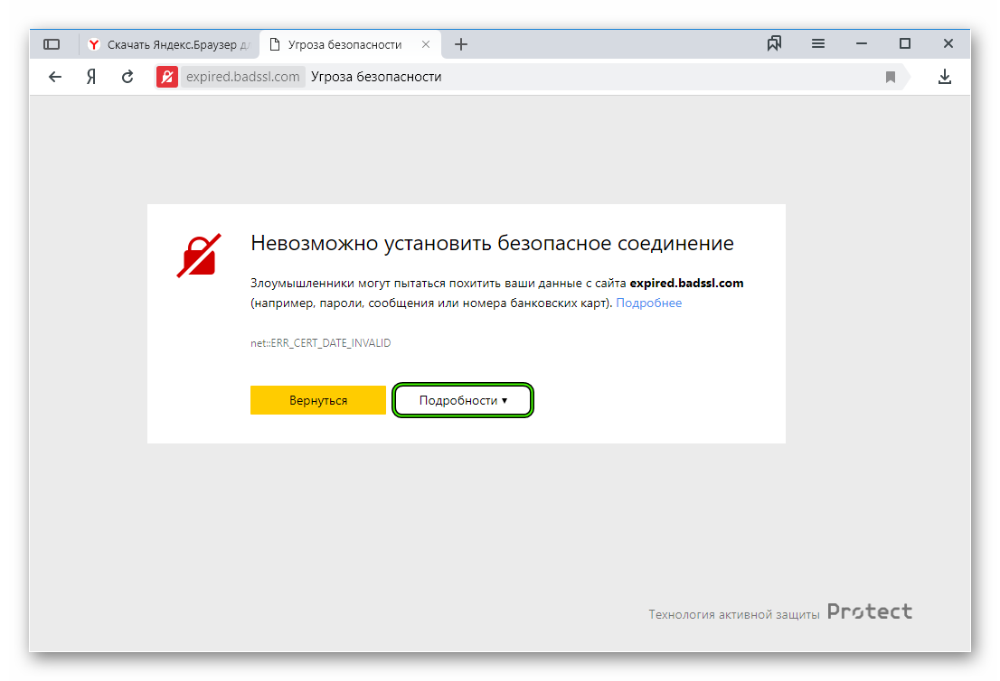 Скачать Яндекс.Браузер дл
Угроза безопасности
Я
expired.badssl.com Угроза безопасности
Невозможно установить безопасное соединение
Злоумышленники могут пытаться похитить ваши данные с сайта expired.badssl.com
(например, пароли, сообщения или номера банковских карт). Подробнее
net::ERR_CERT_DATE_INVALID
Вернуться
Подробности ▾
Технология активной защиты Protect